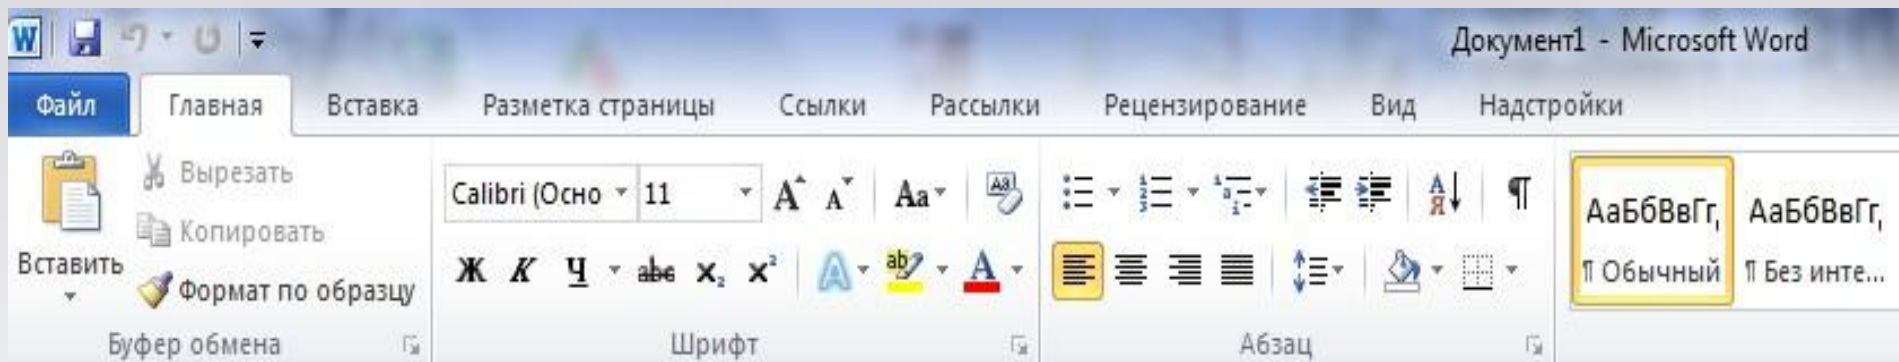 Документ1 - Microsoft Word
Файл Главная Вставка Разметка страницы Ссылки Рассылки Рецензирование Вид Надстройки
Вставить
Вырезать
Копировать
Формат по образцу
Буфер обмена
Calibri (Осно 11
Ж К Ч abc x₂ x²
Шрифт
Абзац
АаБбВвГг, АаБбВвГг,
¶ Обычный ¶ Без инте...